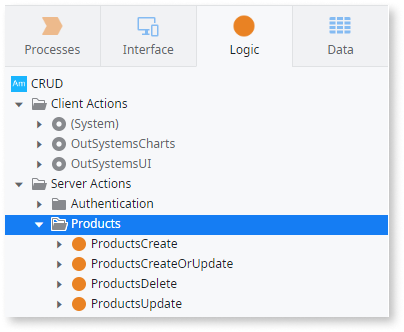 Processes
Interface
Logic
Data
Am CRUD
Client Actions
(System)
OutSystemsCharts
OutSystemsUI
Server Actions
Authentication
Products
ProductsCreate
ProductsCreateOrUpdate
ProductsDelete
ProductsUpdate